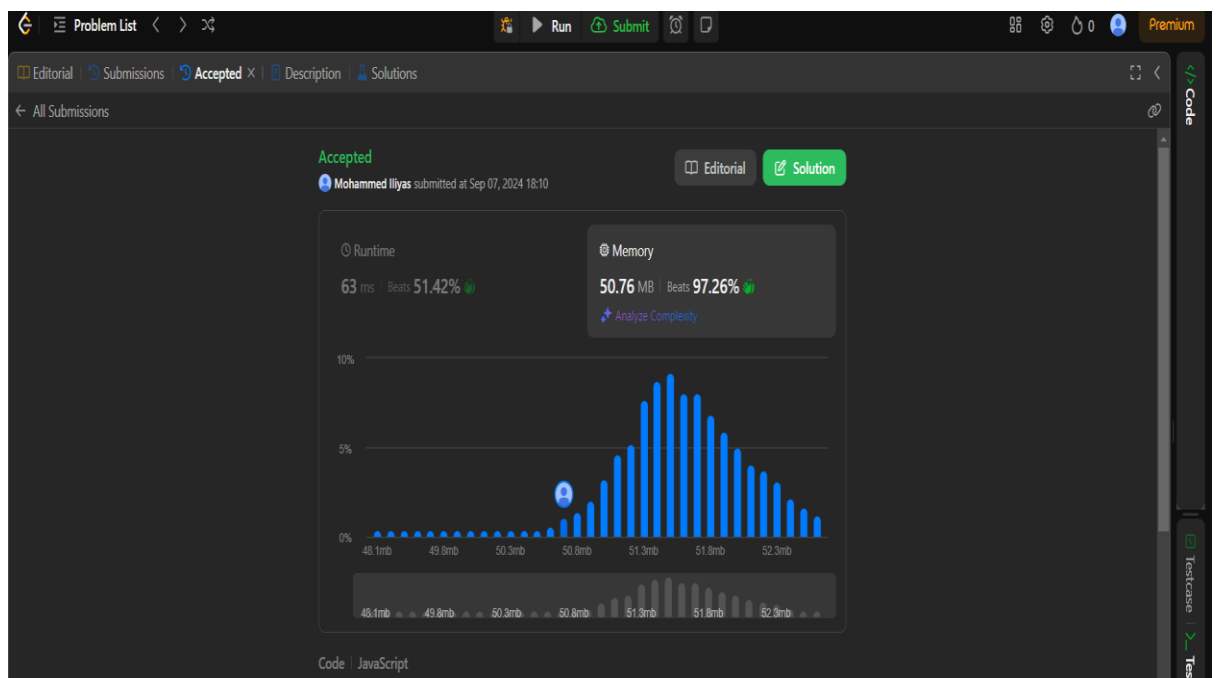 Problem List Run Submit 0 Premium
Editorial Submissions Accepted × Description Solutions
All Submissions
Accepted
Mohammed Iliyas submitted at Sep 07, 2024 18:10
Editorial
Solution
Runtime
63 ms Beats 51.42%
Memory
50.76 MB Beats 97.26%
Analyze Complexity
10%
5%
0%
48.1mb 49.8mb 50.3mb 50.8mb 51.3mb 51.8mb 52.3mb
48.1mb 49.8mb 50.3mb 50.8mb 51.3mb 51.8mb 52.3mb
Code JavaScript
</> Code
Testcase
>_ Tes